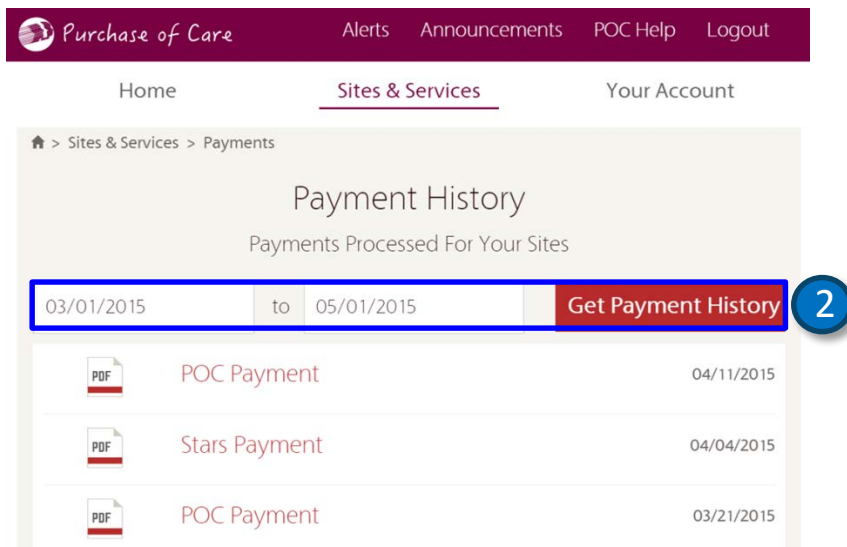 Purchase of Care Alerts Announcements POC Help Logout
Home Sites & Services Your Account
> Sites & Services > Payments
Payment History
Payments Processed For Your Sites
03/01/2015 to 05/01/2015 Get Payment History 2
PDF POC Payment 04/11/2015
PDF Stars Payment 04/04/2015
PDF POC Payment 03/21/2015